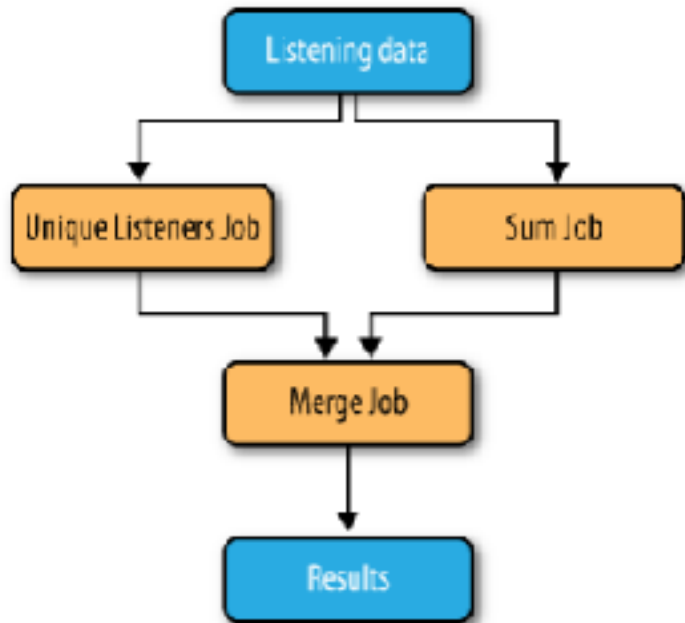 Listening data
Unique Listeners Job
Sum Job
Merge Job
Results